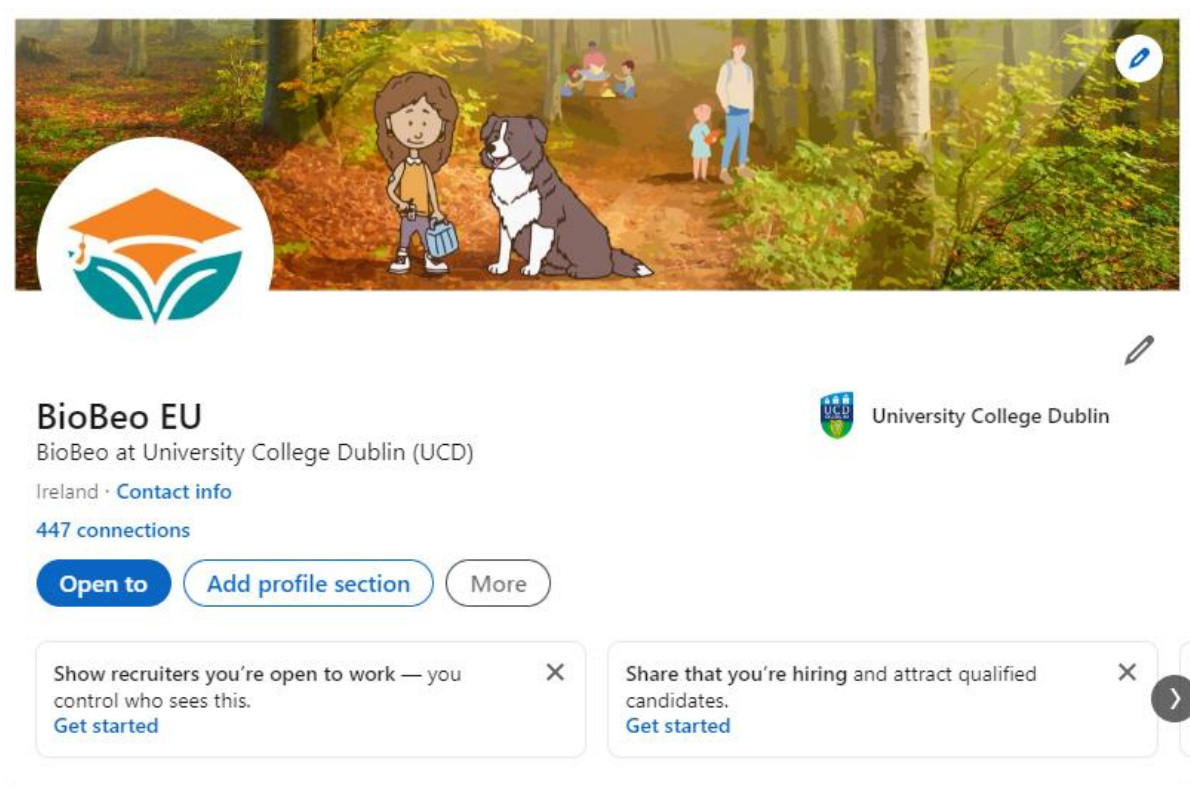 BioBeo EU
BioBeo at University College Dublin (UCD)
Ireland · Contact info
447 connections
UCD
University College Dublin
Open to
Add profile section
More
Show recruiters you're open to work — you
control who sees this.
Get started
Share that you're hiring and attract qualified
candidates.
Get started